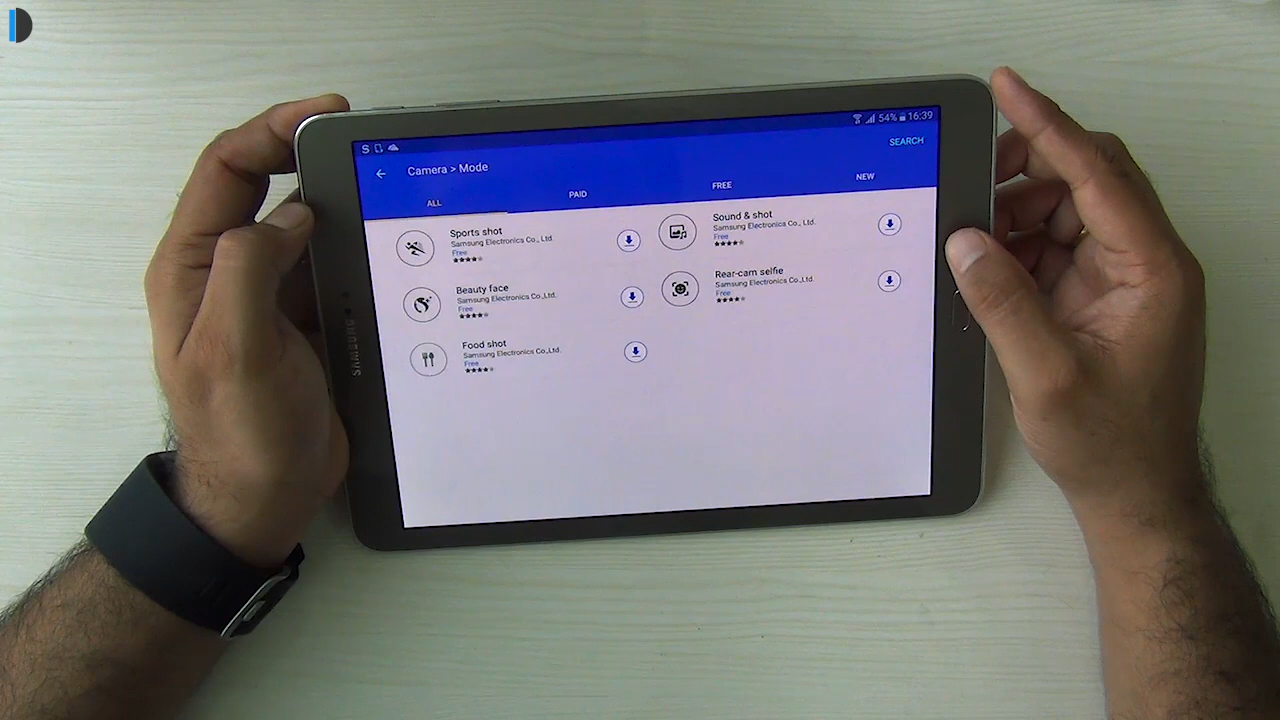 S 54% 16:39
SEARCH
Camera > Mode
ALL PAID FREE NEW
Sports shot
Samsung Electronics Co., Ltd.
Free
Sound & shot
Samsung Electronics Co., Ltd.
Free
Beauty face
Samsung Electronics Co.,Ltd.
Free
Rear-cam selfie
Samsung Electronics Co.,Ltd.
Free
Food shot
Samsung Electronics Co.,Ltd.
Free
SAMSUNG